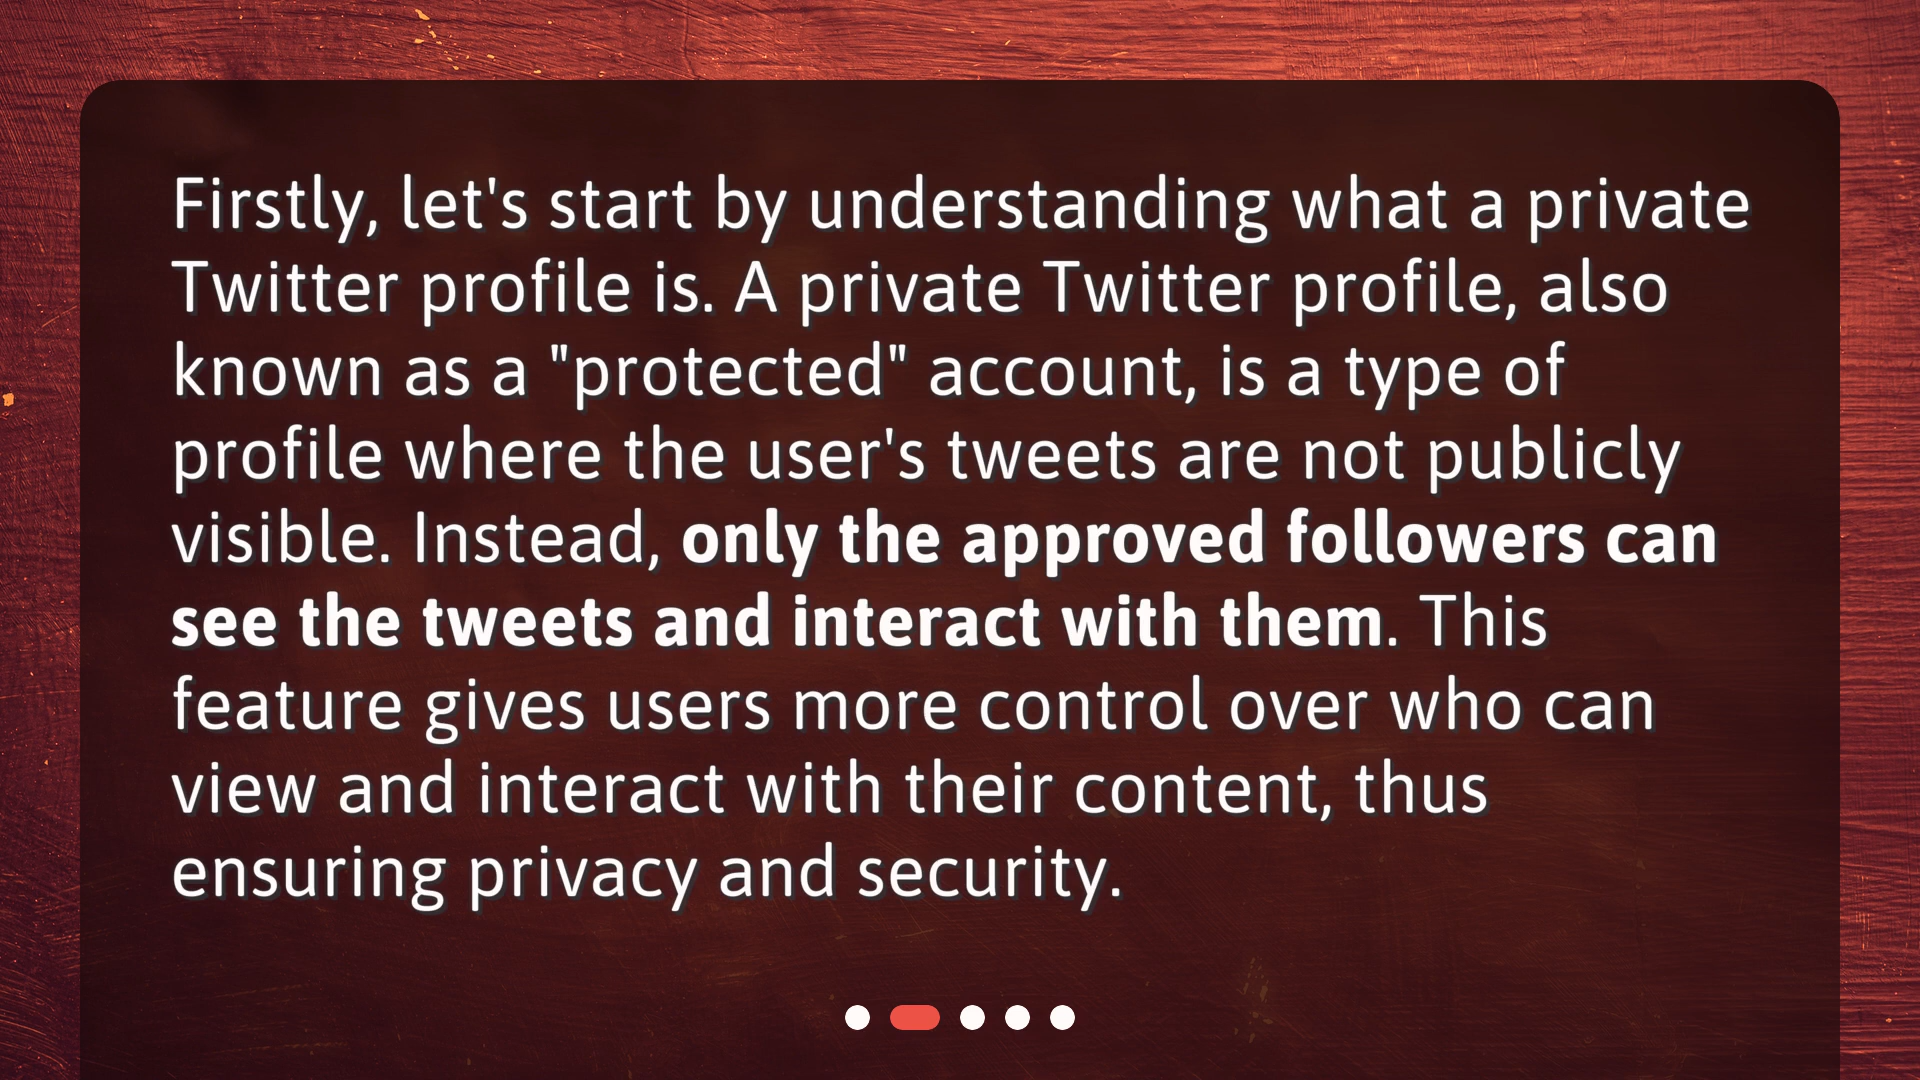 Firstly, let's start by understanding what a private
Twitter profile is. A private Twitter profile, also
known as a "protected" account, is a type of
profile where the user's tweets are not publicly
visible. Instead, only the approved followers can
see the tweets and interact with them. This
feature gives users more control over who can
view and interact with their content, thus
ensuring privacy and security.